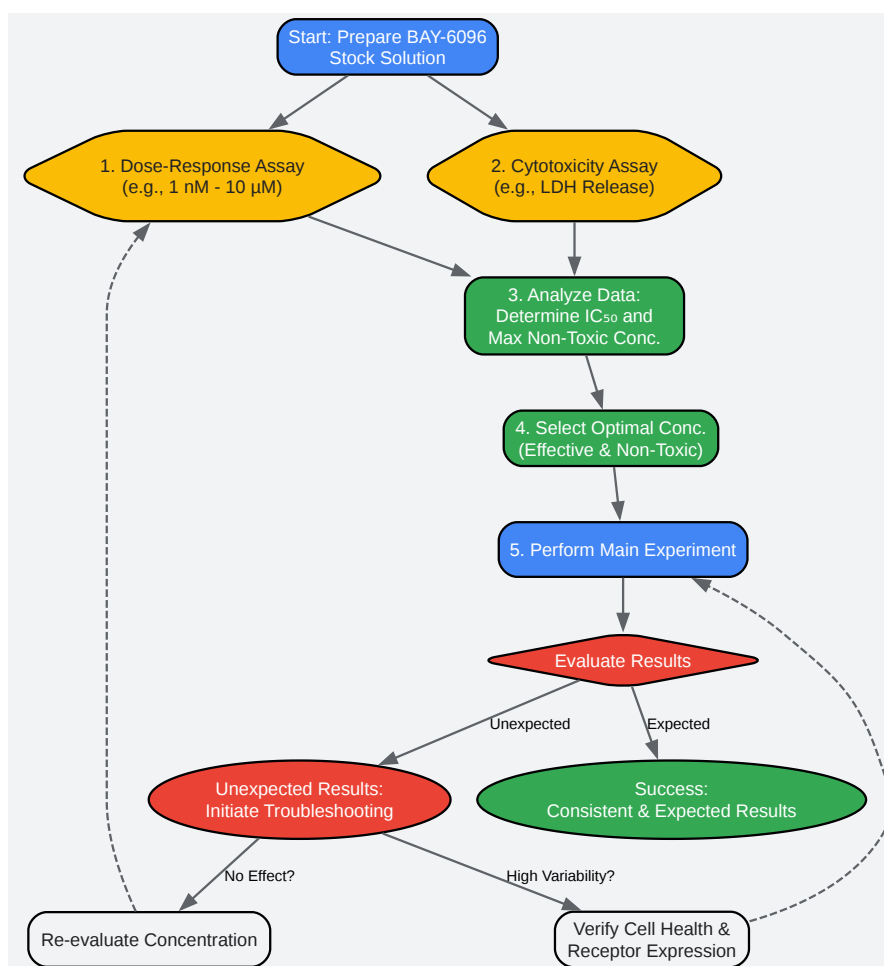 Start: Prepare BAY-6096
Stock Solution
1. Dose-Response Assay
(e.g., 1 nM - 10 µM)
2. Cytotoxicity Assay
(e.g., LDH Release)
3. Analyze Data:
Determine IC₅₀ and
Max Non-Toxic Conc.
4. Select Optimal Conc.
(Effective & Non-Toxic)
5. Perform Main Experiment
Evaluate Results
Unexpected
Expected
Unexpected Results:
Initiate Troubleshooting
Success:
Consistent & Expected Results
No Effect?
High Variability?
Re-evaluate Concentration
Verify Cell Health &
Receptor Expression